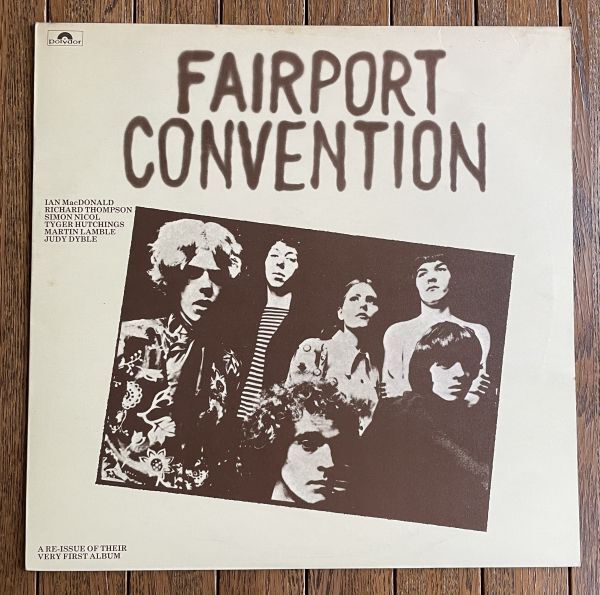 Polydor
FAIRPORT
CONVENTION
IAN MacDONALD
RICHARD THOMPSON
SIMON NICOL
TYGER HUTCHINGS
MARTIN LAMBLE
JUDY DYBLE
A RE-ISSUE OF THEIR
VERY FIRST ALBUM